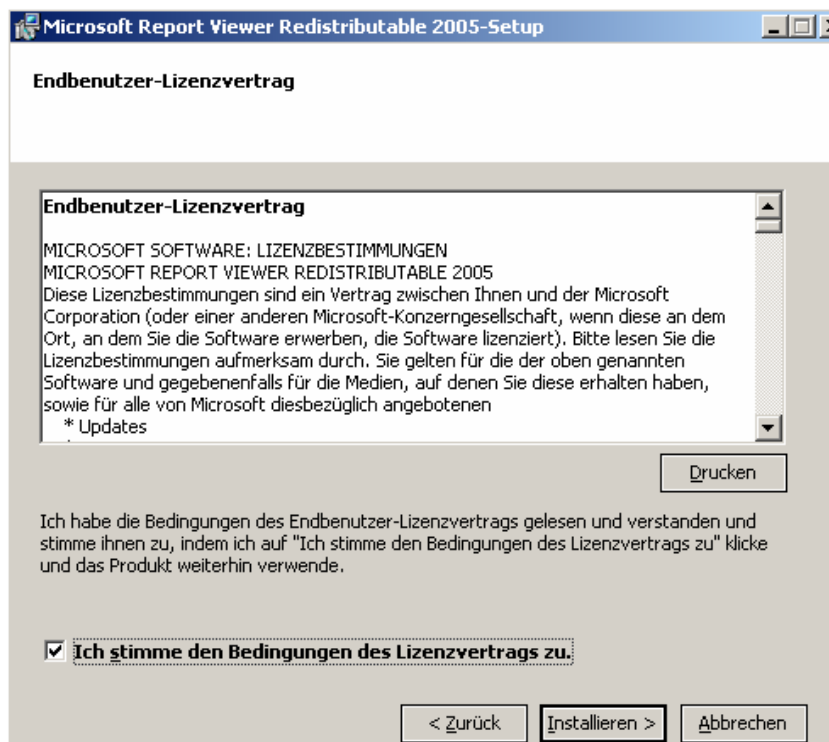 Microsoft Report Viewer Redistributable 2005-Setup
Endbenutzer-Lizenzvertrag
Endbenutzer-Lizenzvertrag
MICROSOFT SOFTWARE: LIZENZBESTIMMUNGEN
MICROSOFT REPORT VIEWER REDISTRIBUTABLE 2005
Diese Lizenzbestimmungen sind ein Vertrag zwischen Ihnen und der Microsoft
Corporation (oder einer anderen Microsoft-Konzerngesellschaft, wenn diese an dem
Ort, an dem Sie die Software erwerben, die Software lizenziert). Bitte lesen Sie die
Lizenzbestimmungen aufmerksam durch. Sie gelten für die der oben genannten
Software und gegebenenfalls für die Medien, auf denen Sie diese erhalten haben,
sowie für alle von Microsoft diesbezüglich angebotenen
* Updates
Drucken
Ich habe die Bedingungen des Endbenutzer-Lizenzvertrags gelesen und verstanden und
stimme ihnen zu, indem ich auf "Ich stimme den Bedingungen des Lizenzvertrags zu" klicke
und das Produkt weiterhin verwende.
Ich stimme den Bedingungen des Lizenzvertrags zu.
< Zurück
Installieren >
Abbrechen